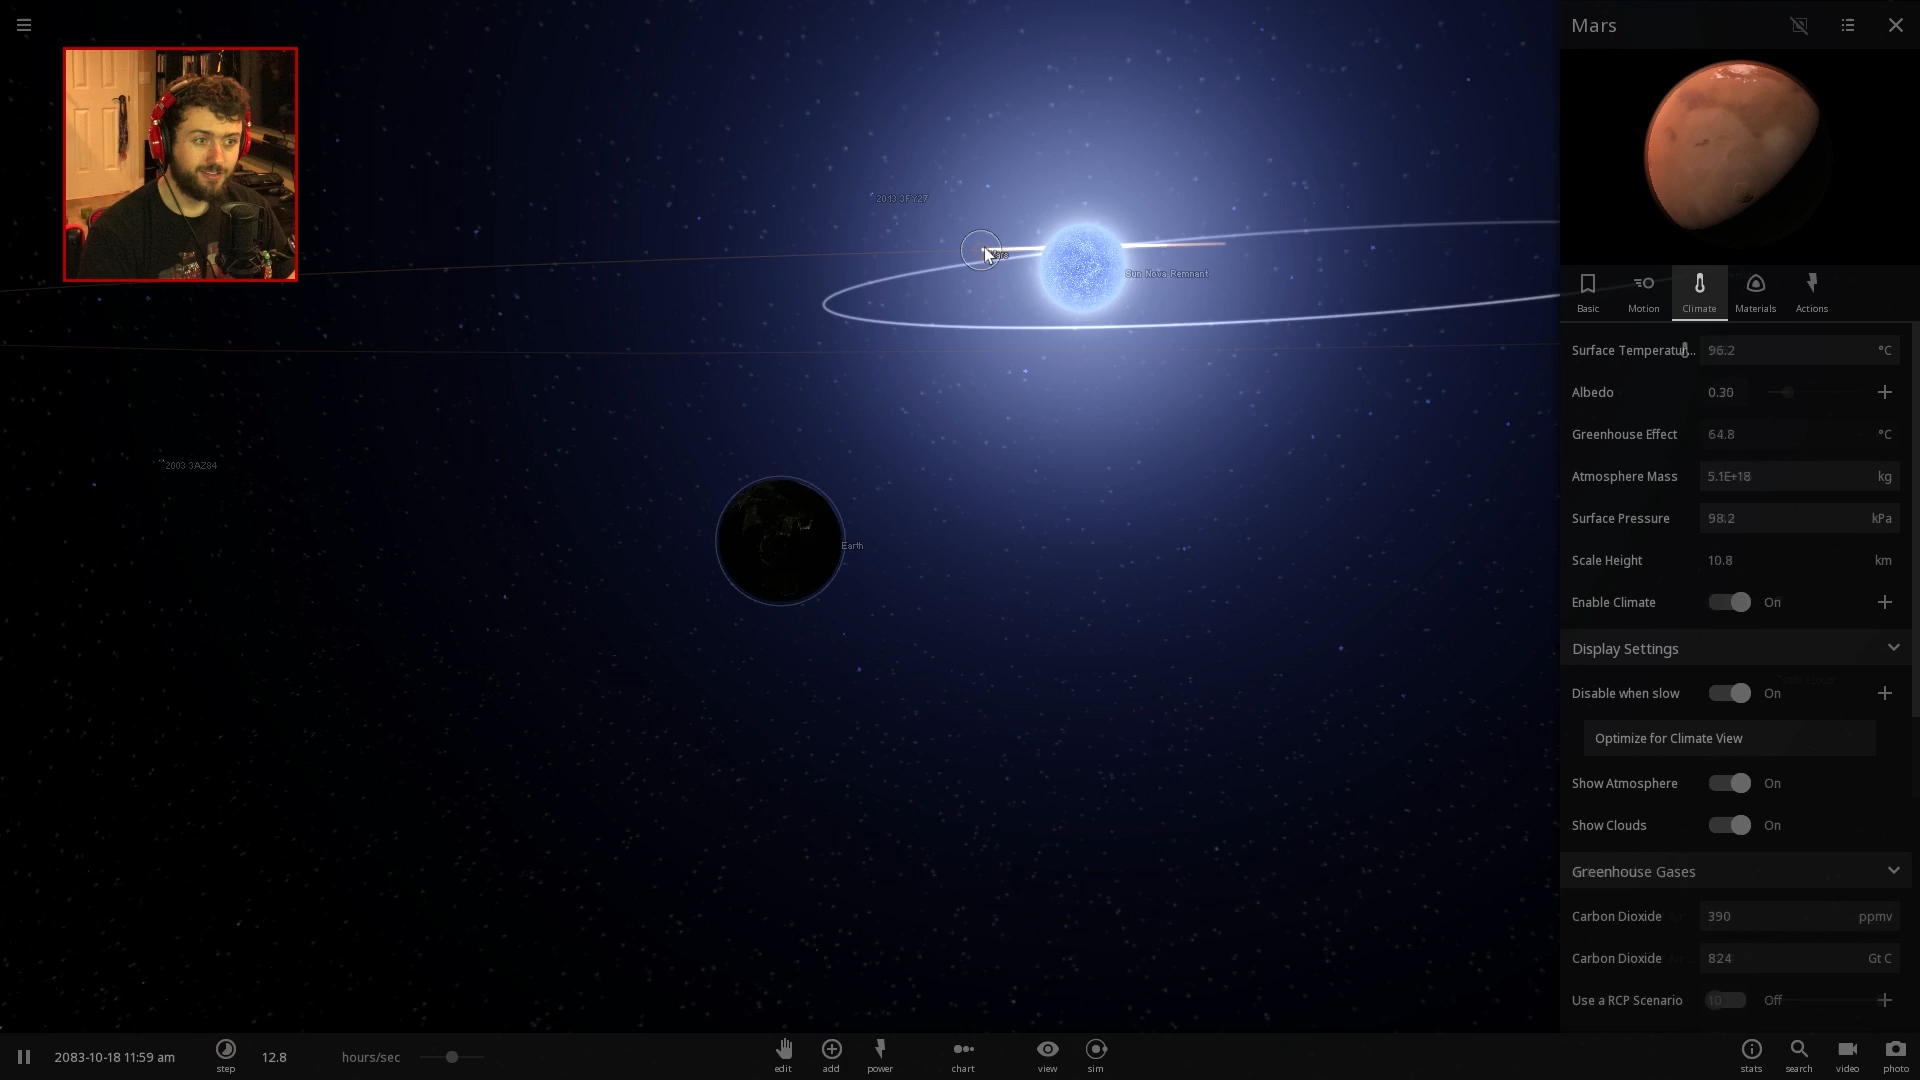 Mars
2013 3FY27
Sun Nova Remnant
Basic
Motion
Climate
Materials
Actions
Surface Temperatur... 96.2 °C
Albedo 0.30
Greenhouse Effect 64.8 °C
2003 3AZ84
Atmosphere Mass 5.1E+18 kg
Surface Pressure 98.2 kPa
Earth
Scale Height 10.8 km
Enable Climate On
Display Settings
Disable when slow On
Optimize for Climate View
Show Atmosphere On
Show Clouds On
Greenhouse Gases
Carbon Dioxide 390 ppmv
Carbon Dioxide 824 Gt C
Use a RCP Scenario 10 Off
2083-10-18 11:59 am
step
12.8 hours/sec
edit
add
power
chart
view
sim
stats
search
video
photo